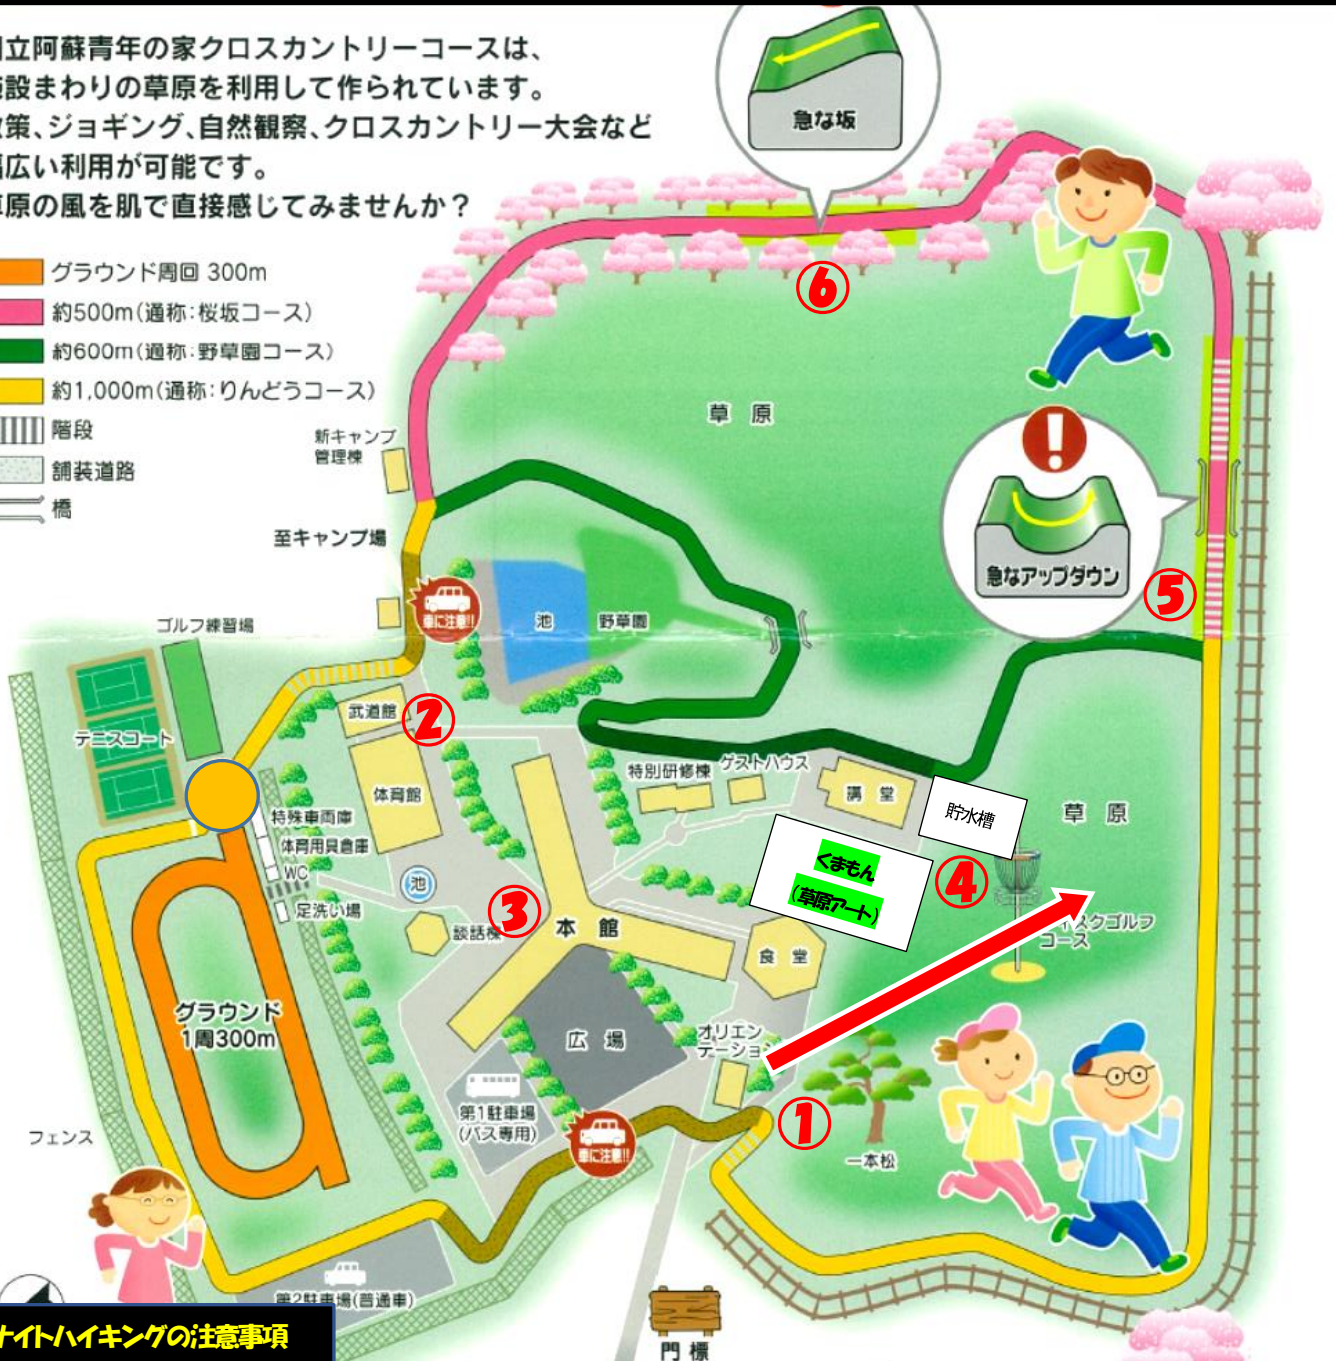 立阿蘇青年の家クロスカントリーコースは、
設まわりの草原を利用して作られています。
策、ジョギング、自然観察、クロスカントリー大会など
広い利用が可能です。
原の風を肌で直接感じてみませんか？
急な坂
グラウンド周回 300m
約500m(通称:桜坂コース)
約600m(通称:野草園コース)
約1,000m(通称:りんどうコース)
階段
舗装道路
橋
⑥
草原
新キャンプ
管理棟
至キャンプ場
!
急なアップダウン
⑤
車に注意!!
池
野草園
ゴルフ練習場
テニスコート
武道館
②
体育館
特別研修棟
ゲストハウス
講堂
貯水槽
草原
特殊車両庫
体育用具倉庫
WC
足洗い場
池
談話棟
③
本館
くまもん
(草原アート)
④
ィスクゴルフ
コース
食堂
グラウンド
1周300m
広場
オリエン
テーション
第1駐車場
(バス専用)
車に注意!!
①
一本松
フェンス
第2駐車場(普通車)
門標
ナイトハイキングの注意事項